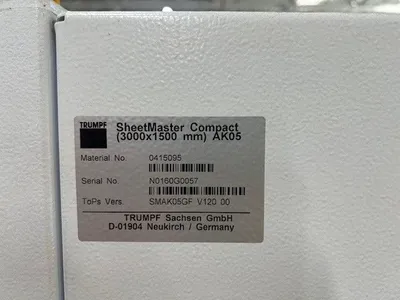 TRUMPF
SheetMaster Compact
(3000x1500 mm) AK05
Material No. 0415095
Serial No. N0160G0057
ToPs Vers. SMAK05GF V120.00
TRUMPF Sachsen GmbH
D-01904 Neukirch / Germany